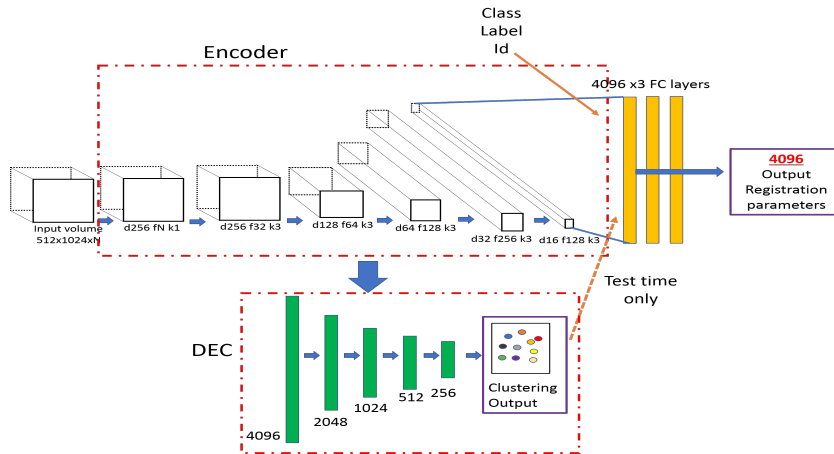 Class
Label
Id
Encoder
4096 x3 FC layers
4096
Output
Registration
parameters
Input volume
512x1024xN
d256 fN k1
d256 f32 k3
d128 f64 k3
d64 f128 k3
d32 f256 k3
d16 f128 k3
Test time
only
DEC
4096
2048
1024
512
256
Clustering
Output